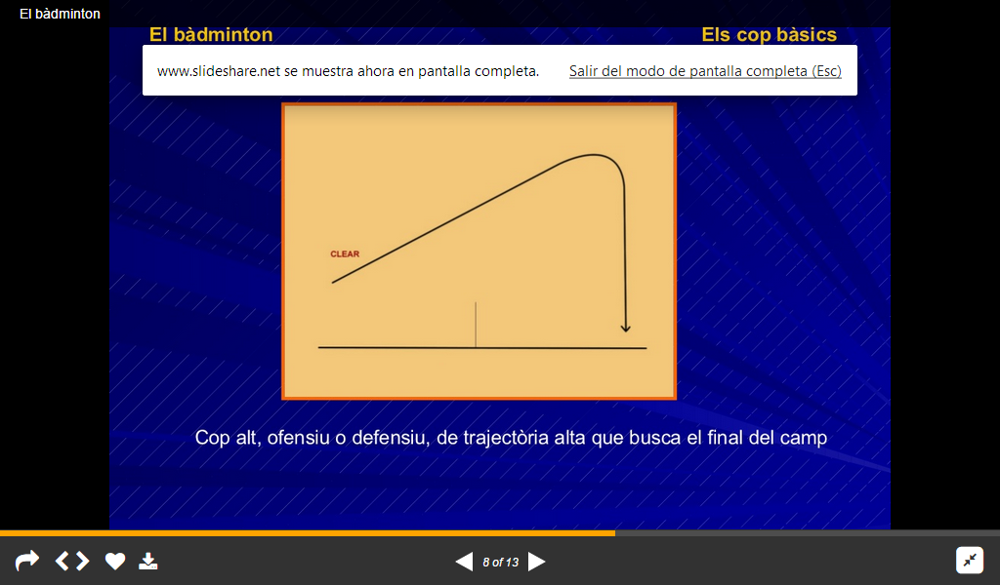 El bàdminton
El bàdminton
Els cop bàsics
www.slideshare.net se muestra ahora en pantalla completa.
Salir del modo de pantalla completa (Esc)
CLEAR
Cop alt, ofensiu o defensiu, de trajectòria alta que busca el final del camp
8 of 13